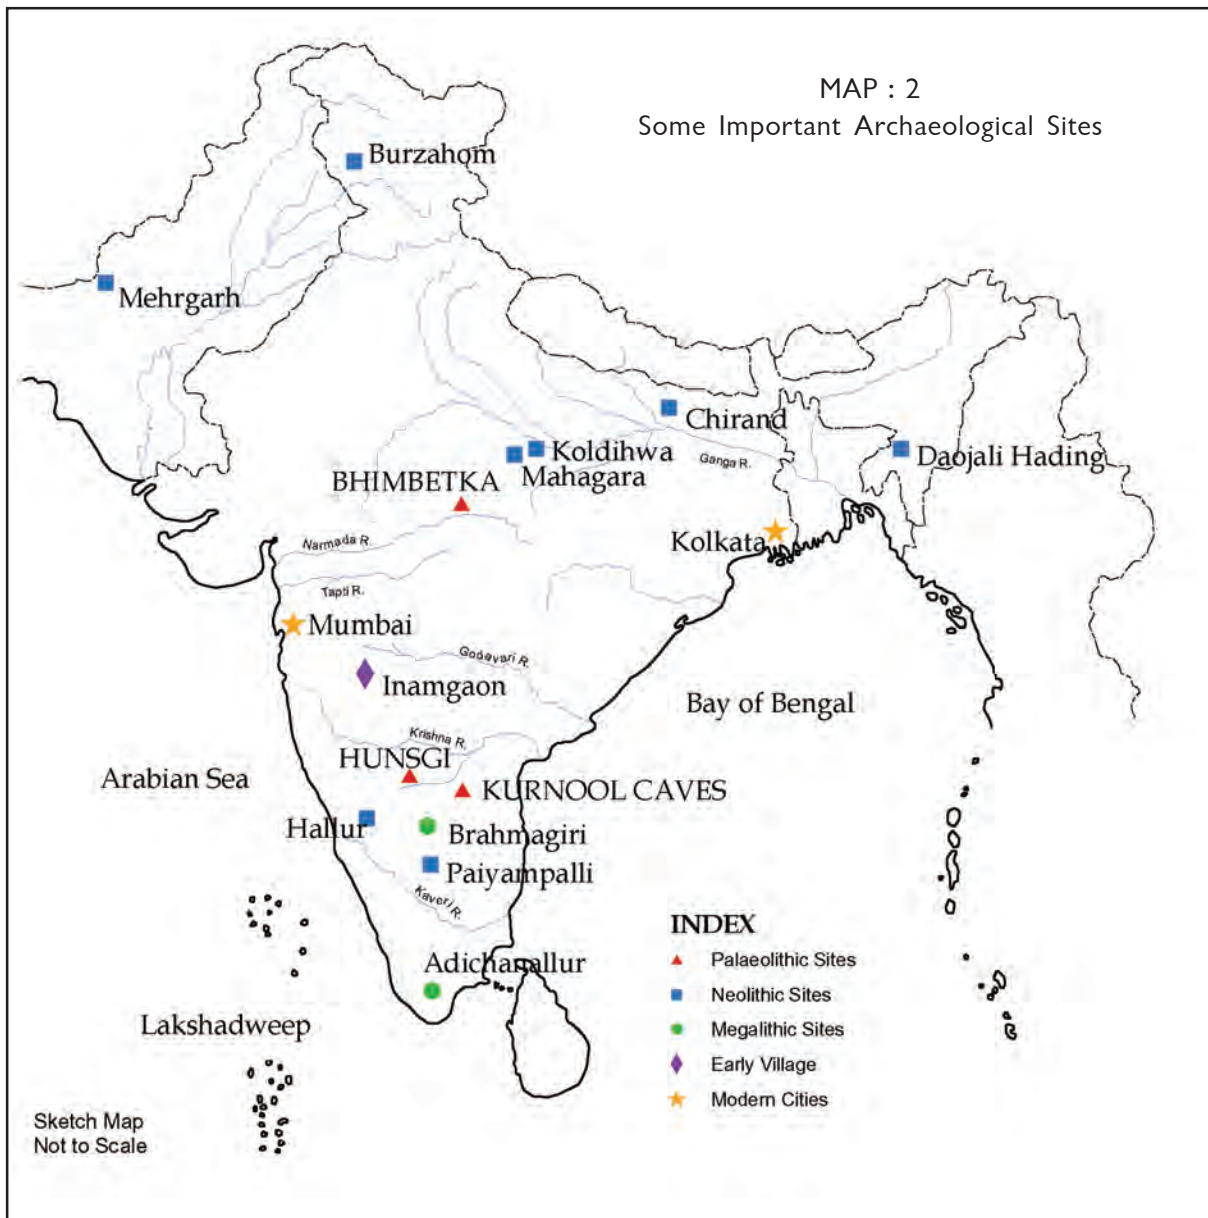 MAP : 2
Some Important Archaeological Sites
Burzahom
Mehrgarh
Chirand
Koldihwa
Mahagara
Ganga R.
Daojali Hading
BHIMBETKA
Narmada R.
Kolkata
Tapti R.
Mumbai
Godavari R.
Inamgaon
Bay of Bengal
Krishna R.
HUNSGI
Arabian Sea
KURNOOL CAVES
Hallur
Brahmagiri
Paiyampalli
Kaveri R.
Adichanallur
Lakshadweep
INDEX
Palaeolithic Sites
Neolithic Sites
Megalithic Sites
Early Village
Modern Cities
Sketch Map
Not to Scale